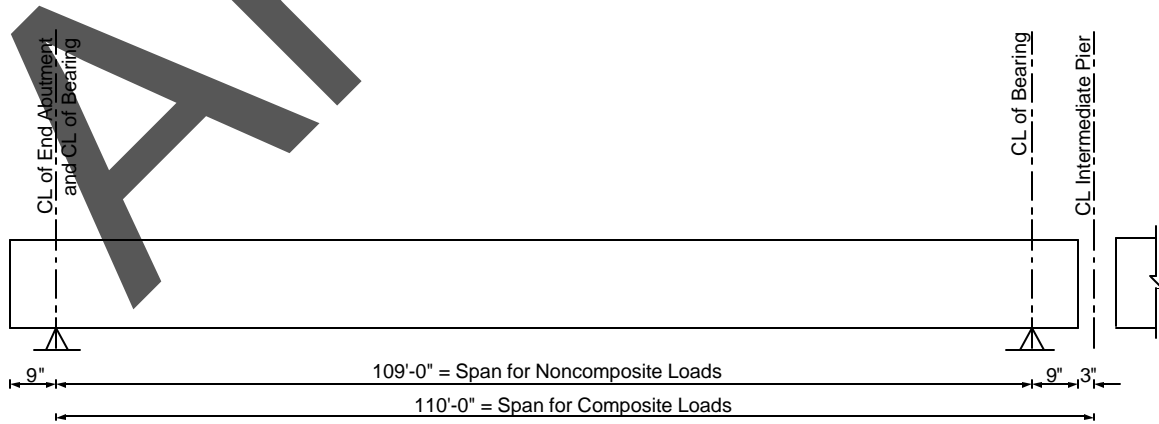 CL of End Abutment
and CL of Bearing
CL of Bearing
CL Intermediate Pier
9"
109'-0" = Span for Noncomposite Loads
9"
3"
110'-0" = Span for Composite Loads